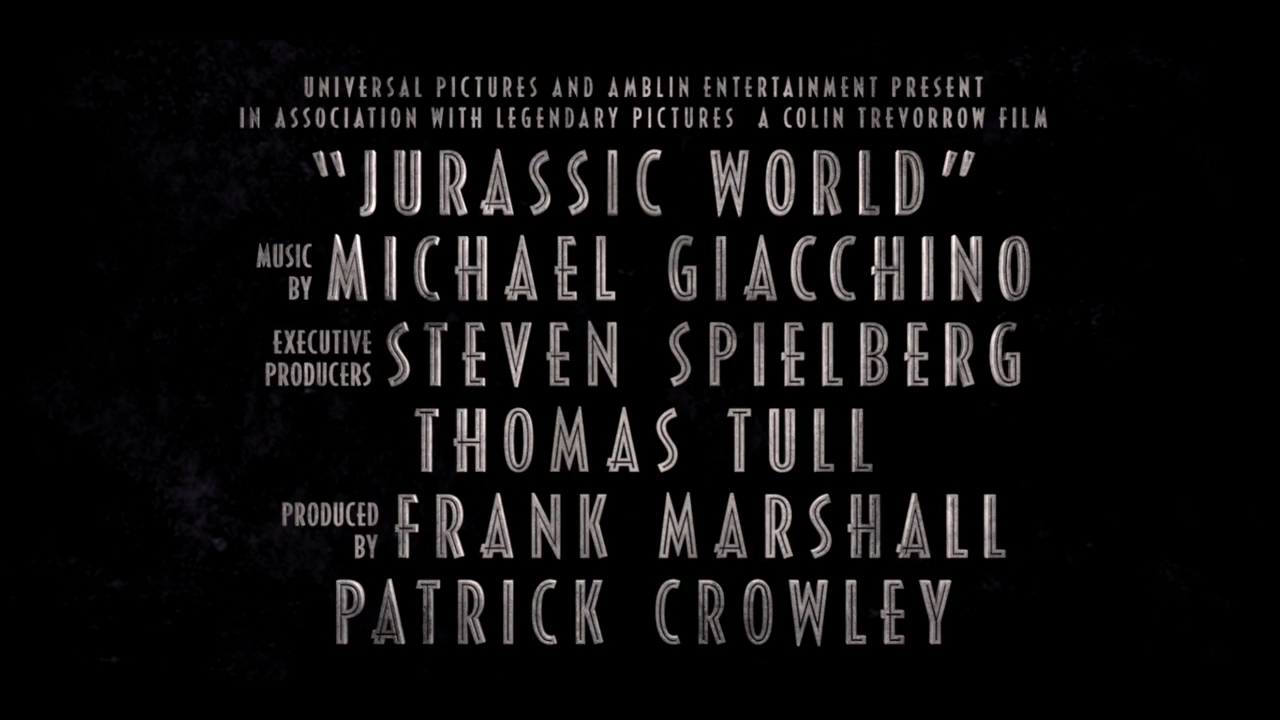 UNIVERSAL PICTURES AND AMBLIN ENTERTAINMENT PRESENT
IN ASSOCIATION WITH LEGENDARY PICTURES A COLIN TREVORROW FILM
"JURASSIC WORLD"
MUSIC BY MICHAEL GIACCHINO
EXECUTIVE PRODUCERS STEVEN SPIELBERG
THOMAS TULL
PRODUCED BY FRANK MARSHALL
PATRICK CROWLEY